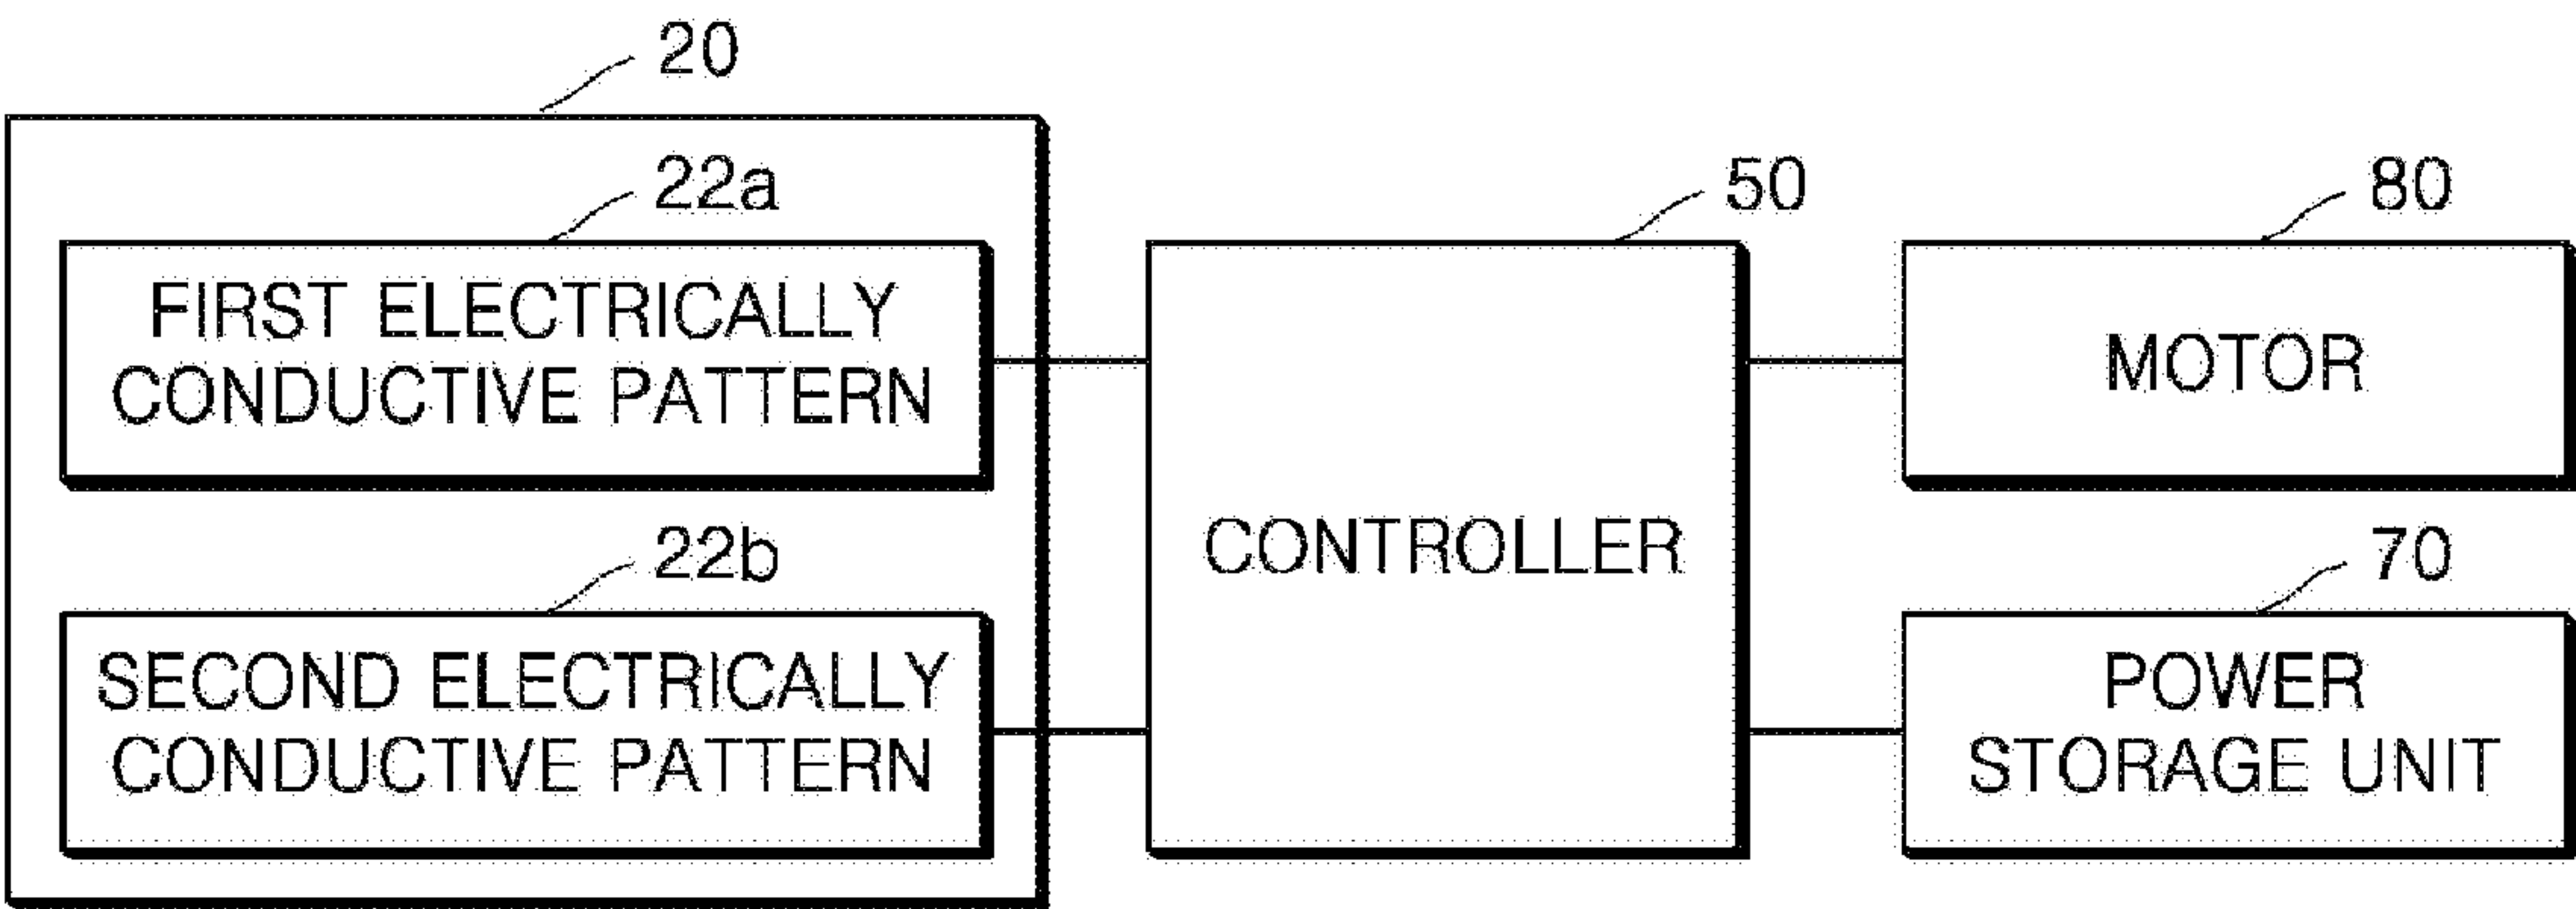 20
22a
FIRST ELECTRICALLY
CONDUCTIVE PATTERN
22b
SECOND ELECTRICALLY
CONDUCTIVE PATTERN
50
CONTROLLER
80
MOTOR
70
POWER
STORAGE UNIT